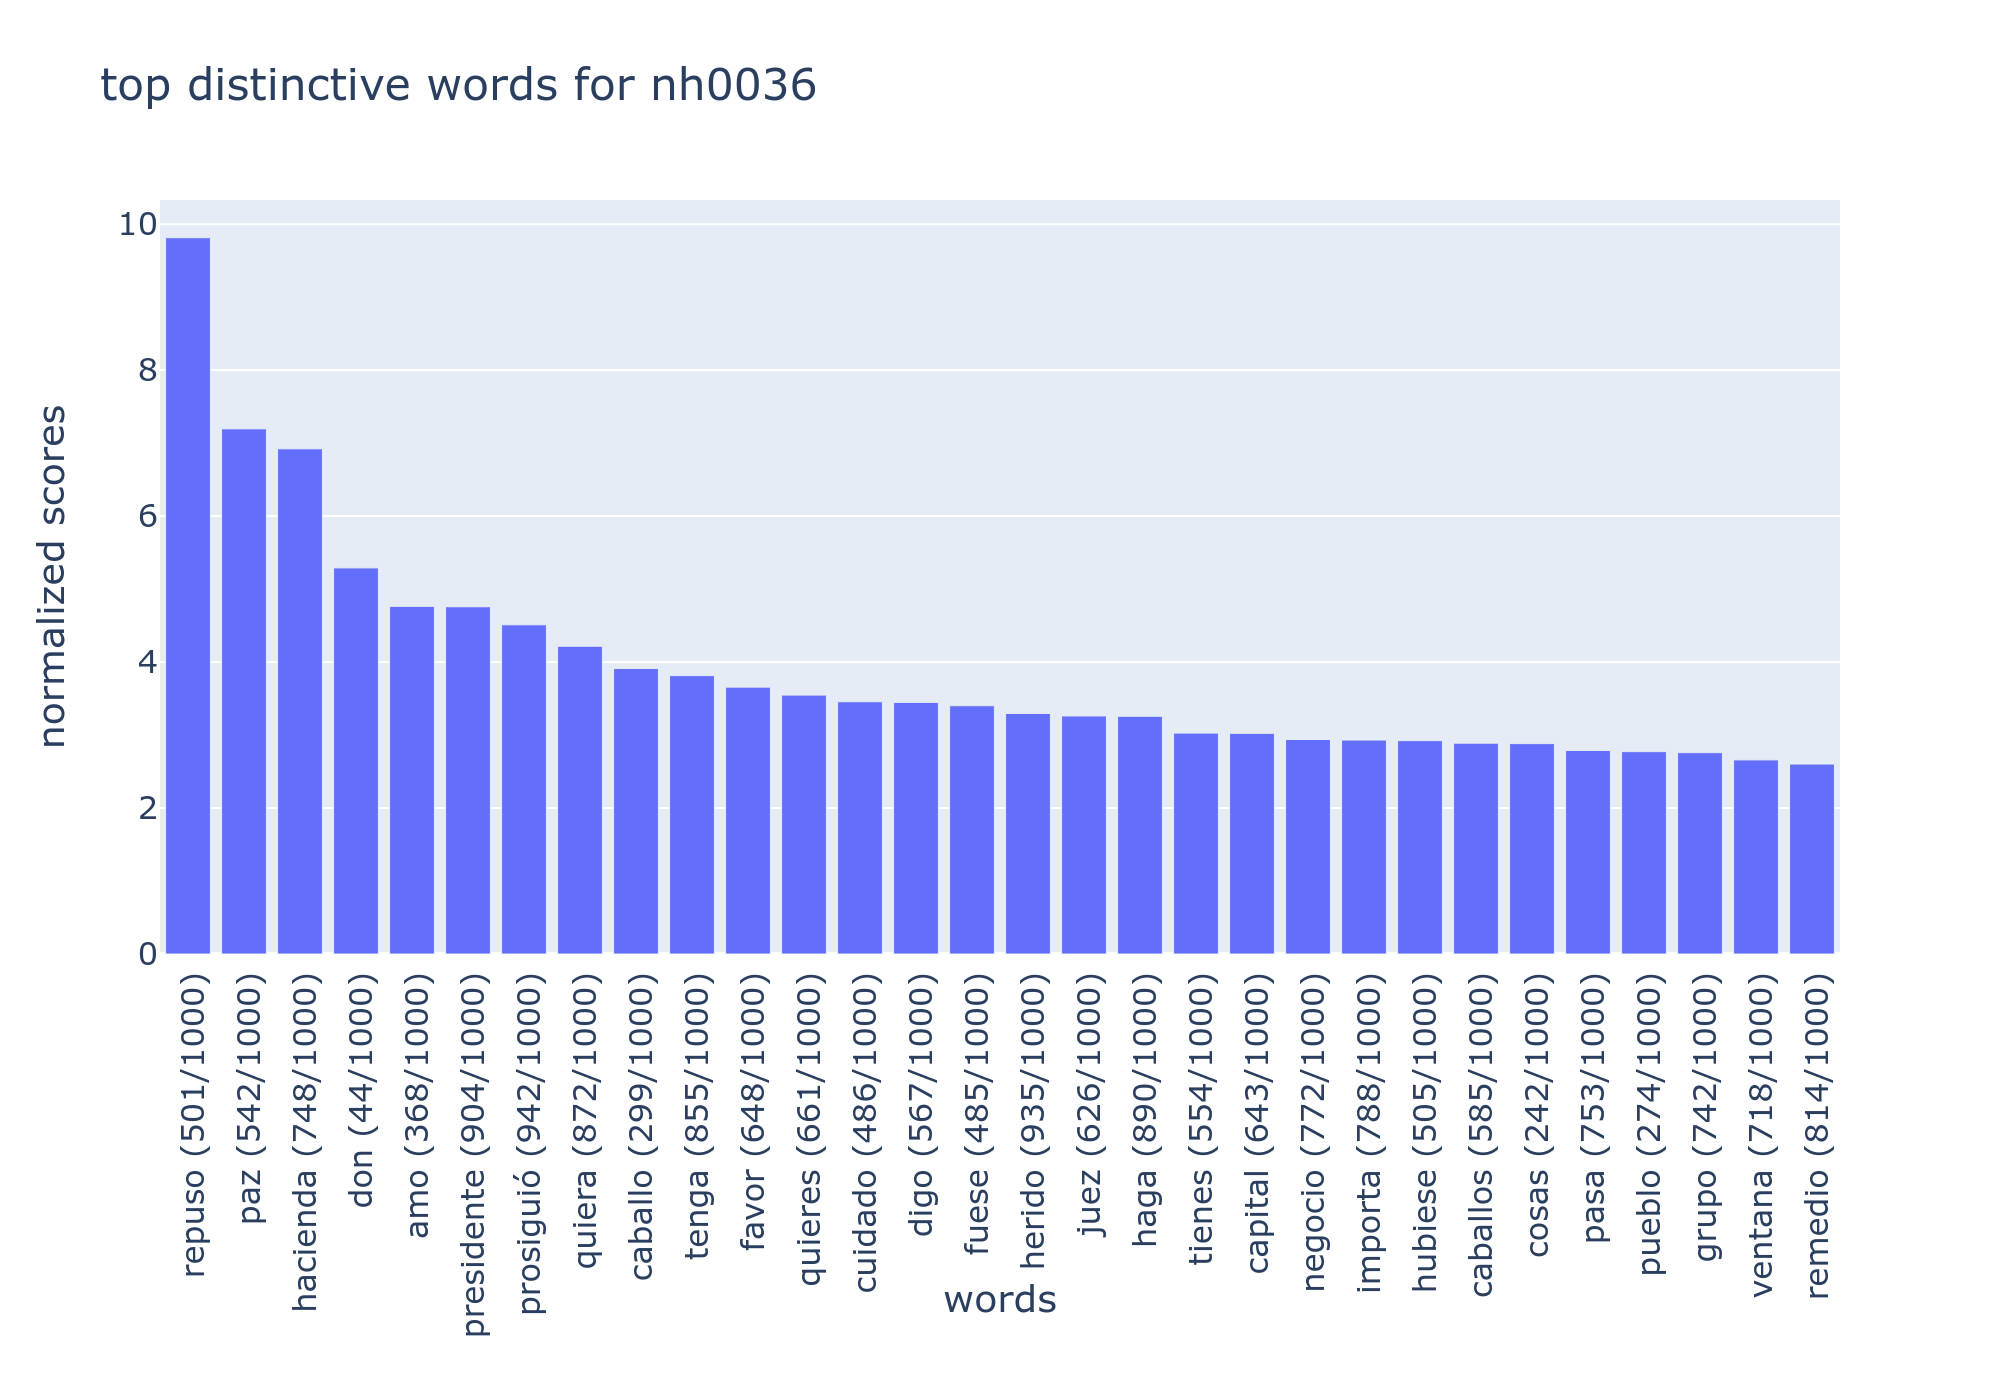 top distinctive words for nh0036
normalized scores
10
8
6
4
2
0
repuso (501/1000)
paz (542/1000)
hacienda (748/1000)
don (44/1000)
amo (368/1000)
presidente (904/1000)
prosiguió (942/1000)
quiera (872/1000)
caballo (299/1000)
tenga (855/1000)
favor (648/1000)
quieres (661/1000)
cuidado (486/1000)
digo (567/1000)
fuese (485/1000)
herido (935/1000)
juez (626/1000)
haga (890/1000)
tienes (554/1000)
capital (643/1000)
negocio (772/1000)
importa (788/1000)
hubiese (505/1000)
caballos (585/1000)
cosas (242/1000)
pasa (753/1000)
pueblo (274/1000)
grupo (742/1000)
ventana (718/1000)
remedio (814/1000)
words